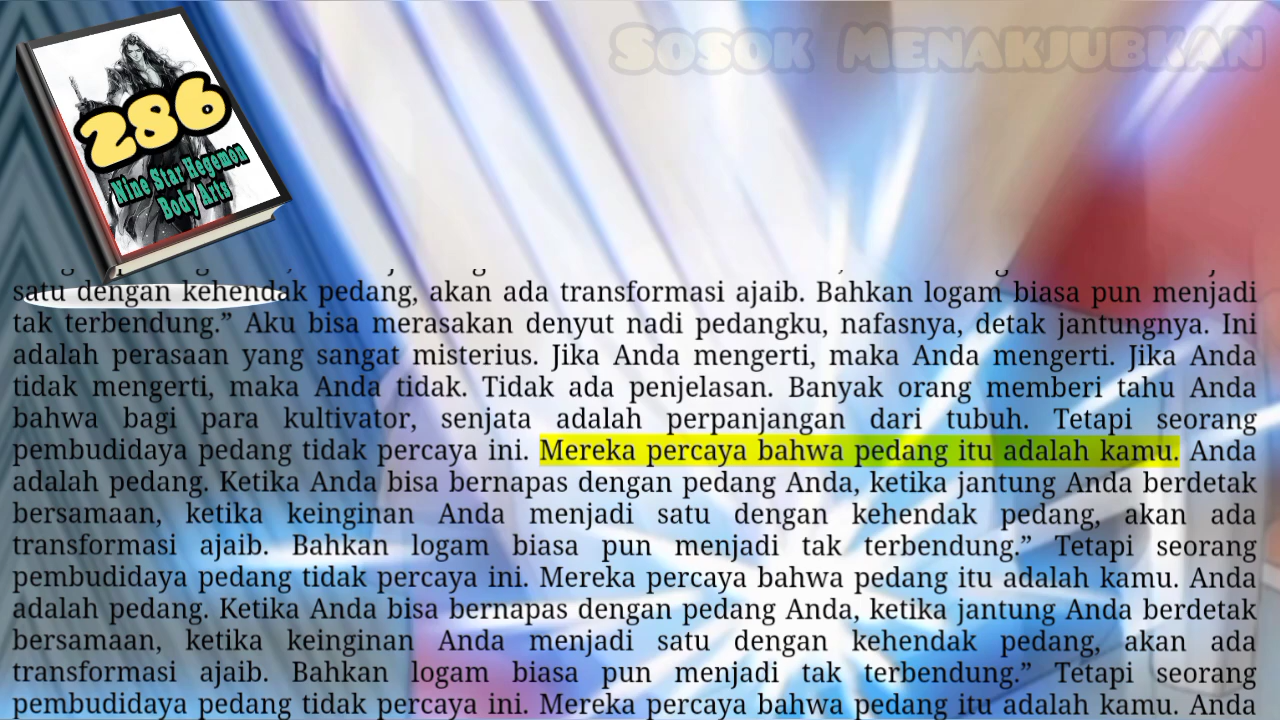 Sosok Menakjubkan
286
Nine Star Hegemon
Body Arts
satu dengan kehendak pedang, akan ada transformasi ajaib. Bahkan logam biasa pun menjadi
tak terbendung.” Aku bisa merasakan denyut nadi pedangku, nafasnya, detak jantungnya. Ini
adalah perasaan yang sangat misterius. Jika Anda mengerti, maka Anda mengerti. Jika Anda
tidak mengerti, maka Anda tidak. Tidak ada penjelasan. Banyak orang memberi tahu Anda
bahwa bagi para kultivator, senjata adalah perpanjangan dari tubuh. Tetapi seorang
pembudidaya pedang tidak percaya ini. Mereka percaya bahwa pedang itu adalah kamu. Anda
adalah pedang. Ketika Anda bisa bernapas dengan pedang Anda, ketika jantung Anda berdetak
bersamaan, ketika keinginan Anda menjadi satu dengan kehendak pedang, akan ada
transformasi ajaib. Bahkan logam biasa pun menjadi tak terbendung.” Tetapi seorang
pembudidaya pedang tidak percaya ini. Mereka percaya bahwa pedang itu adalah kamu. Anda
adalah pedang. Ketika Anda bisa bernapas dengan pedang Anda, ketika jantung Anda berdetak
bersamaan, ketika keinginan Anda menjadi satu dengan kehendak pedang, akan ada
transformasi ajaib. Bahkan logam biasa pun menjadi tak terbendung.” Tetapi seorang
pembudidaya pedang tidak percaya ini. Mereka percaya bahwa pedang itu adalah kamu. Anda